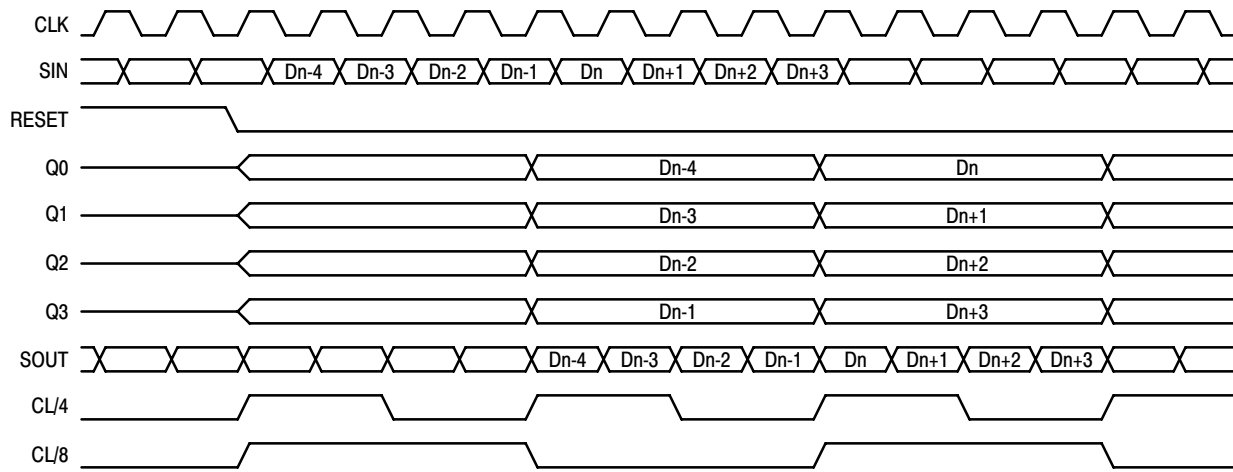 CLK
SIN Dn-4 Dn-3 Dn-2 Dn-1 Dn Dn+1 Dn+2 Dn+3
RESET
Q0 Dn-4 Dn
Q1 Dn-3 Dn+1
Q2 Dn-2 Dn+2
Q3 Dn-1 Dn+3
SOUT Dn-4 Dn-3 Dn-2 Dn-1 Dn Dn+1 Dn+2 Dn+3
CL/4
CL/8